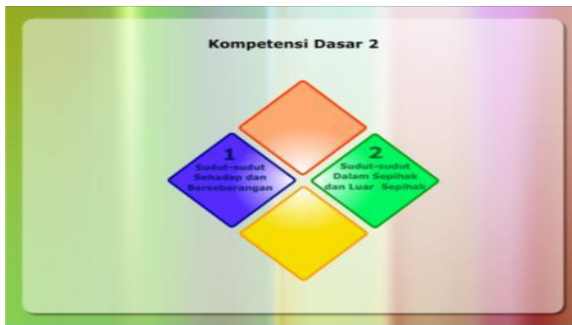 Kompetensi Dasar 2
1
Sudut-sudut
Sehadap dan
Berseberangan
2
Sudut-sudut
Dalam Sepihak
dan Luar Sepihak